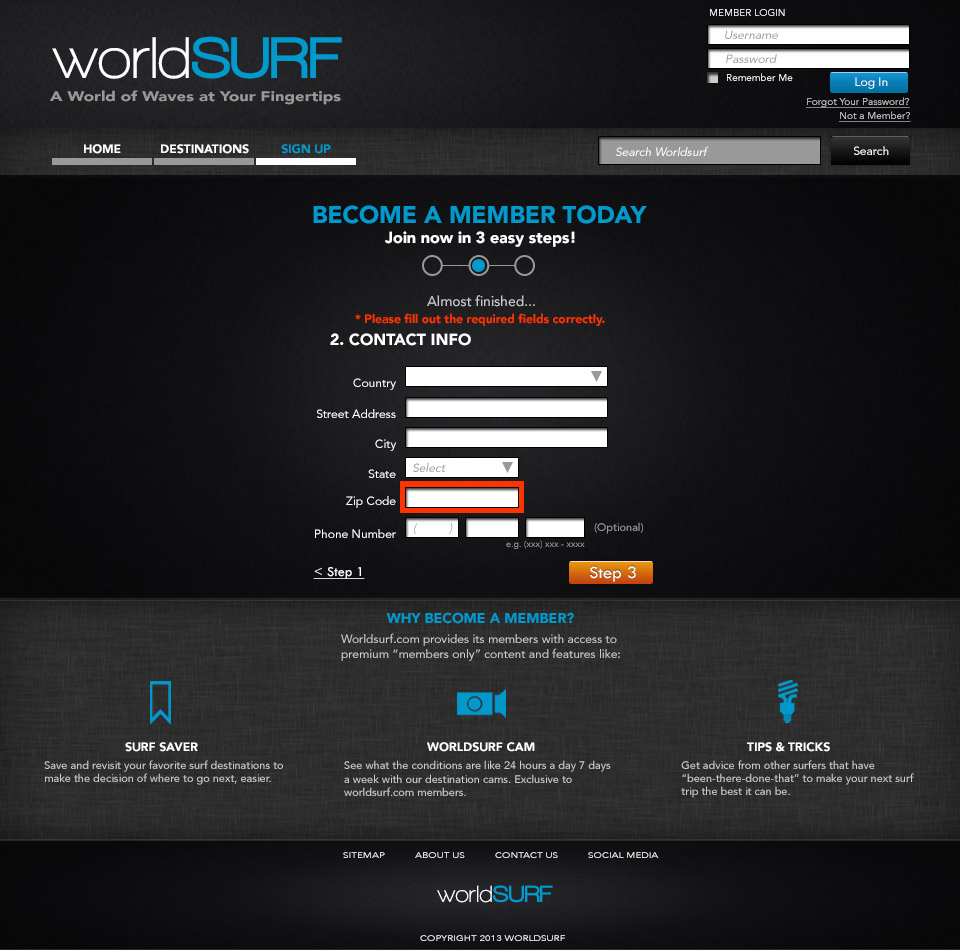 MEMBER LOGIN
worldSURF
A World of Waves at Your Fingertips
Username
Password
Remember Me
Log In
Forgot Your Password?
Not a Member?
HOME
DESTINATIONS
SIGN UP
Search Worldsurf
Search
BECOME A MEMBER TODAY
Join now in 3 easy steps!
Almost finished...
* Please fill out the required fields correctly.
2. CONTACT INFO
Country
Street Address
City
State
Select
Zip Code
Phone Number
( )
(Optional)
e.g. (xxx) xxx - xxxx
< Step 1
Step 3
WHY BECOME A MEMBER?
Worldsurf.com provides its members with access to
premium “members only” content and features like:
SURF SAVER
Save and revisit your favorite surf destinations to
make the decision of where to go next, easier.
WORLDSURF CAM
See what the conditions are like 24 hours a day 7 days
a week with our destination cams. Exclusive to
worldsurf.com members.
TIPS & TRICKS
Get advice from other surfers that have
“been-there-done-that” to make your next surf
trip the best it can be.
SITEMAP
ABOUT US
CONTACT US
SOCIAL MEDIA
worldSURF
COPYRIGHT 2013 WORLDSURF